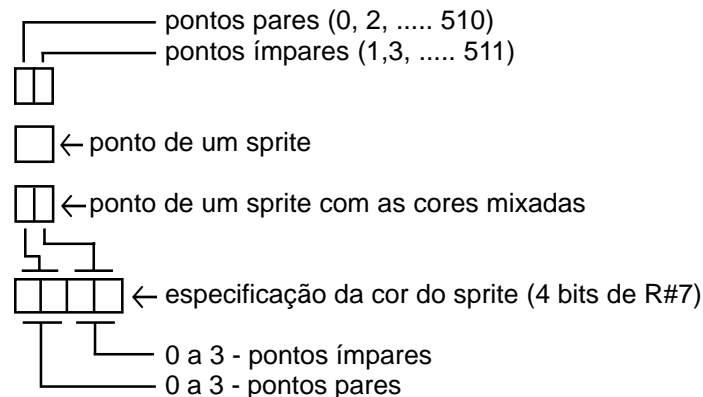 pontos pares (0, 2, ..... 510)
pontos ímpares (1,3, ..... 511)
ponto de um sprite
ponto de um sprite com as cores mixadas
especificação da cor do sprite (4 bits de R#7)
0 a 3 - pontos ímpares
0 a 3 - pontos pares